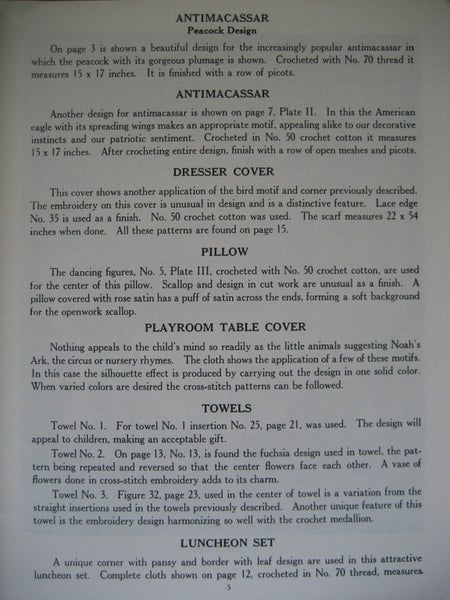 ANTIMACASSAR
Peacock Design
On page 3 is shown a beautiful design for the increasingly popular antimacassar in
which the peacock with its gorgeous plumage is shown. Crocheted with No. 70 thread it
measures 15 x 17 inches. It is finished with a row of picots.
ANTIMACASSAR
Another design for antimacassar is shown on page 7, Plate II. In this the American
eagle with its spreading wings makes an appropriate motif, appealing alike to our decorative
instincts and our patriotic sentiment. Crocheted in No. 50 crochet cotton it measures
15 x 17 inches. After crocheting entire design, finish with a row of open meshes and picots.
DRESSER COVER
This cover shows another application of the bird motif and corner previously described.
The embroidery on this cover is unusual in design and is a distinctive feature. Lace edge
No. 35 is used as a finish. No. 50 crochet cotton was used. The scarf measures 22 x 54
inches when done. All these patterns are found on page 15.
PILLOW
The dancing figures, No. 5, Plate III, crocheted with No. 50 crochet cotton, are used
for the center of this pillow. Scallop and design in cut work are unusual as a finish. A
pillow covered with rose satin has a puff of satin across the ends, forming a soft background
for the openwork scallop.
PLAYROOM TABLE COVER
Nothing appeals to the child's mind so readily as the little animals suggesting Noah's
Ark, the circus or nursery rhymes. The cloth shows the application of a few of these motifs.
In this case the silhouette effect is produced by carrying out the design in one solid color.
When varied colors are desired the cross-stitch patterns can be followed.
TOWELS
Towel No. 1. For towel No. 1 insertion No. 25, page 21, was used. The design will
appeal to children, making an acceptable gift.
Towel No. 2. On page 13, No. 13, is found the fuchsia design used in towel, the pat-
tern being repeated and reversed so that the center flowers face each other. A vase of
flowers done in cross-stitch embroidery adds to its charm.
Towel No. 3. Figure 32, page 23, used in the center of towel is a variation from the
straight insertions used in the towels previously described. Another unique feature of this
towel is the embroidery design harmonizing so well with the crochet medallion.
LUNCHEON SET
A unique corner with pansy and border with leaf design are used in this attractive
luncheon set. Complete cloth shown on page 12, crocheted in No. 70 thread, measures
5